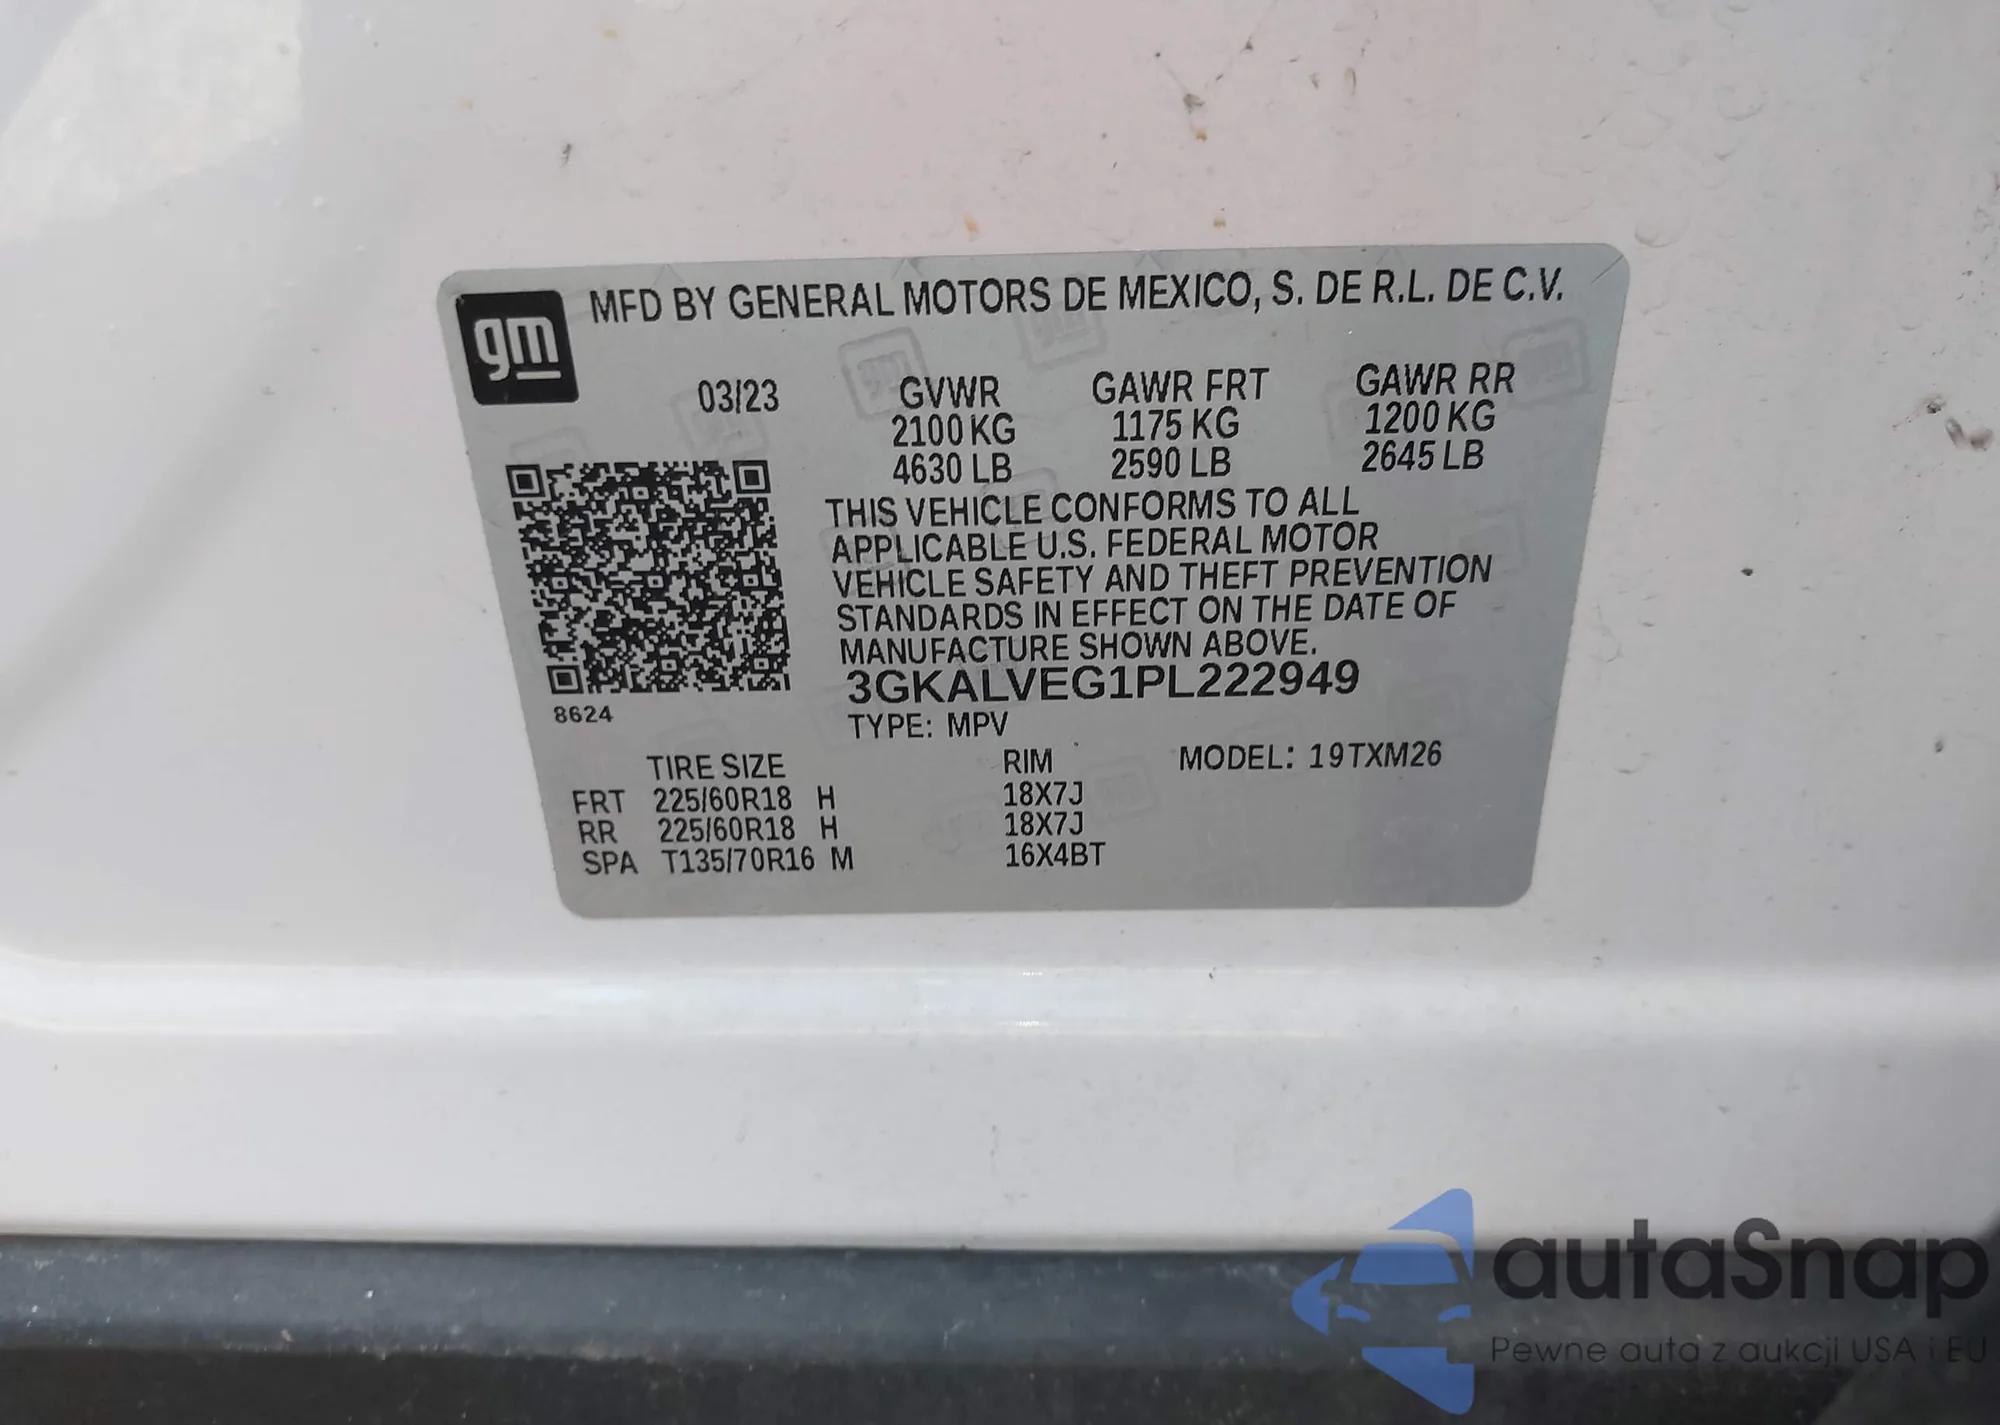 gm
MFD BY GENERAL MOTORS DE MEXICO, S. DE R.L. DE C.V.
03/23 GVWR GAWR FRT GAWR RR
2100 KG 1175 KG 1200 KG
4630 LB 2590 LB 2645 LB
THIS VEHICLE CONFORMS TO ALL
APPLICABLE U.S. FEDERAL MOTOR
VEHICLE SAFETY AND THEFT PREVENTION
STANDARDS IN EFFECT ON THE DATE OF
MANUFACTURE SHOWN ABOVE.
3GKALVEG1PL222949
8624
TYPE: MPV
TIRE SIZE RIM MODEL: 19TXM26
FRT 225/60R18 H 18X7J
RR 225/60R18 H 18X7J
SPA T135/70R16 M 16X4BT
autaSnap
Pewne auta z aukcji USA i EU